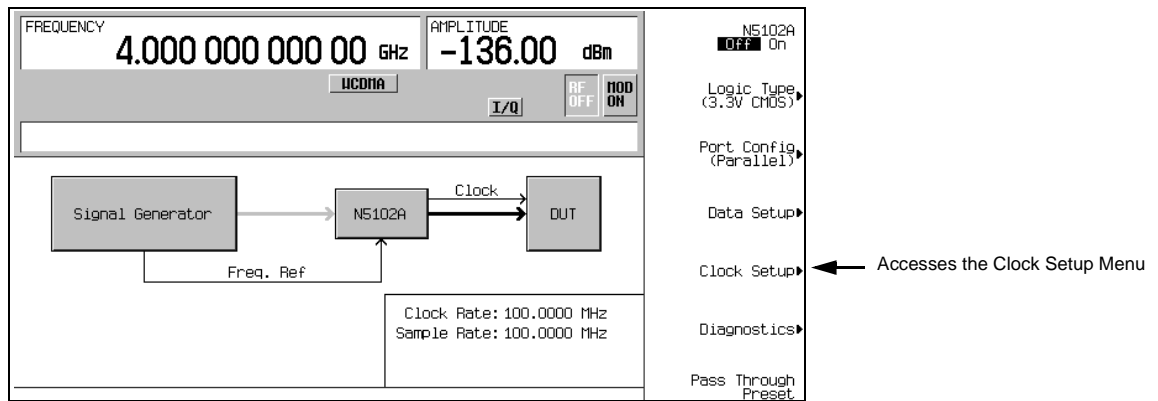 FREQUENCY
4.000 000 000 00 GHz
AMPLITUDE
-136.00 dBm
WCDMA
I/Q
RF OFF
MOD ON
Signal Generator
N5102A
Clock
DUT
Freq. Ref
Clock Rate: 100.0000 MHz
Sample Rate: 100.0000 MHz
N5102A
Off On
Logic Type
(3.3V CMOS)
Port Config
(Parallel)
Data Setup
Clock Setup
Accesses the Clock Setup Menu
Diagnostics
Pass Through
Preset